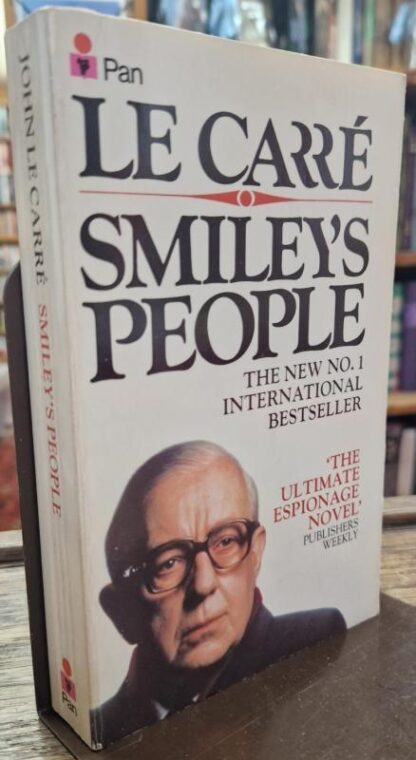 Pan
LE CARRÉ
SMILEY'S
PEOPLE
THE NEW NO. 1
INTERNATIONAL
BESTSELLER
'THE
ULTIMATE
ESPIONAGE
NOVEL'
PUBLISHERS
WEEKLY
JOHN LE CARRÉ SMILEY'S PEOPLE
Pan